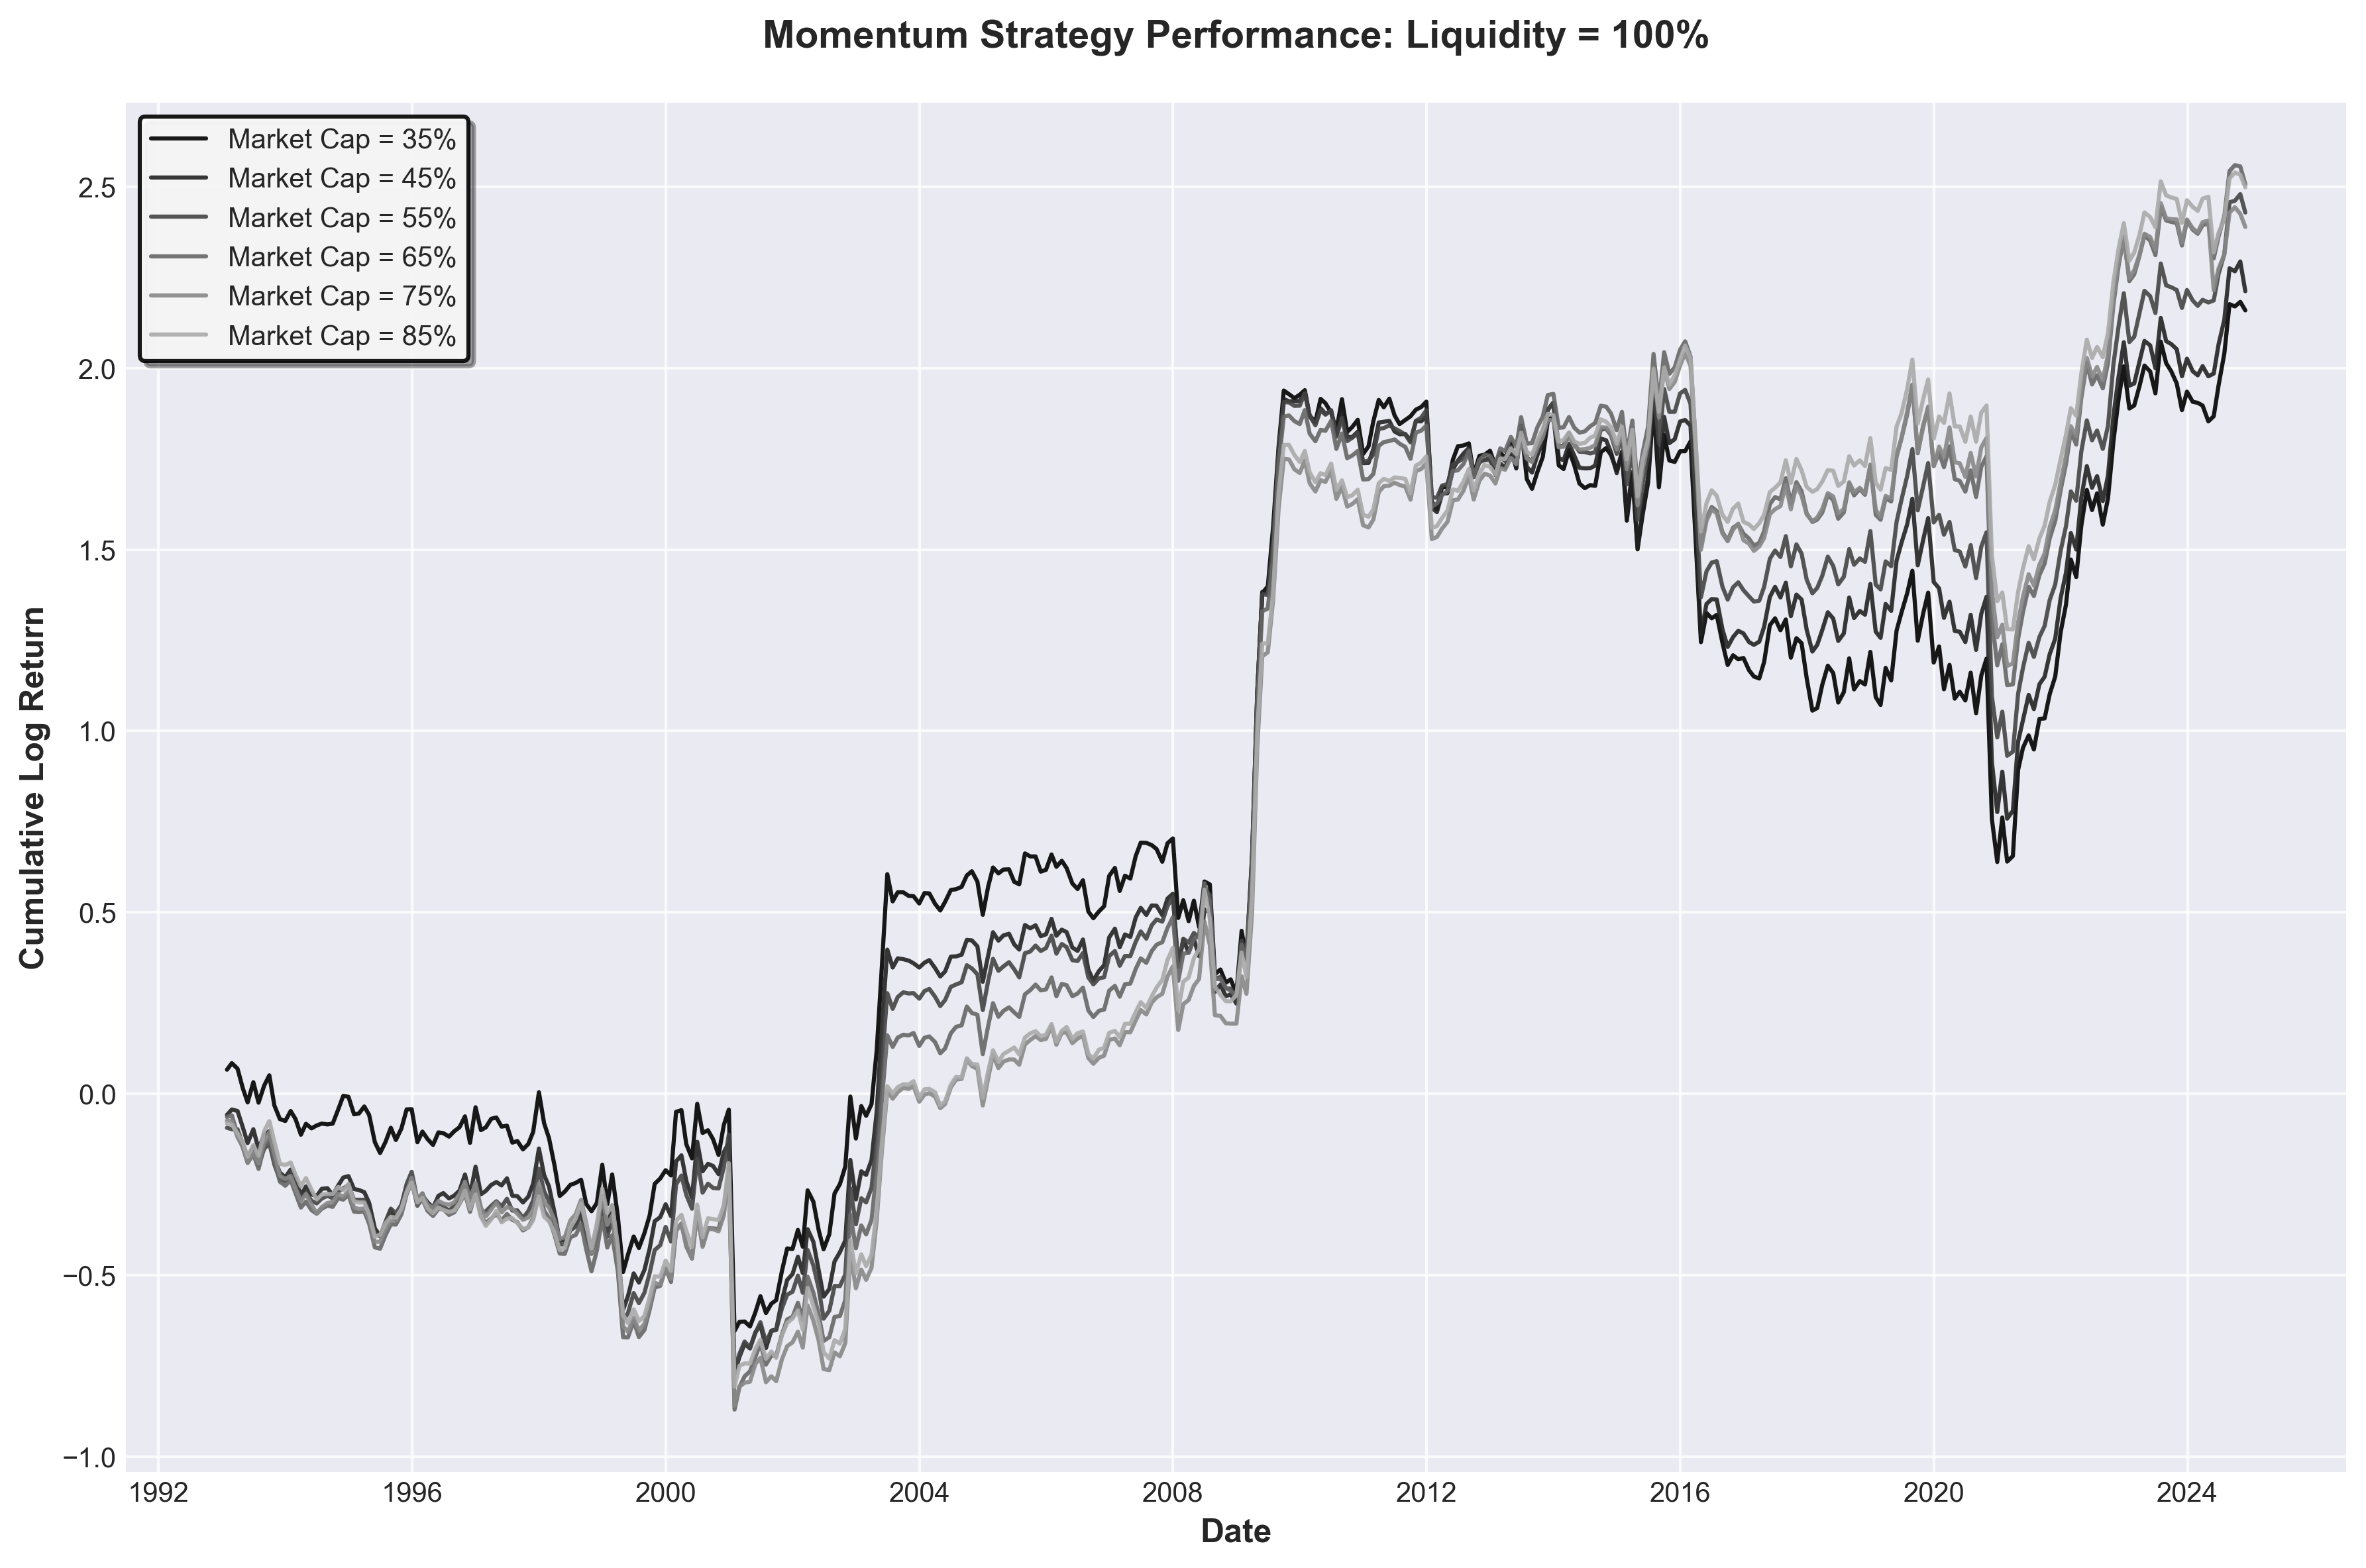 Momentum Strategy Performance: Liquidity = 100%
Market Cap = 35%
Market Cap = 45%
Market Cap = 55%
Market Cap = 65%
Market Cap = 75%
Market Cap = 85%
Cumulative Log Return
2.5
2.0
1.5
1.0
0.5
0.0
−0.5
−1.0
1992 1996 2000 2004 2008 2012 2016 2020 2024
Date